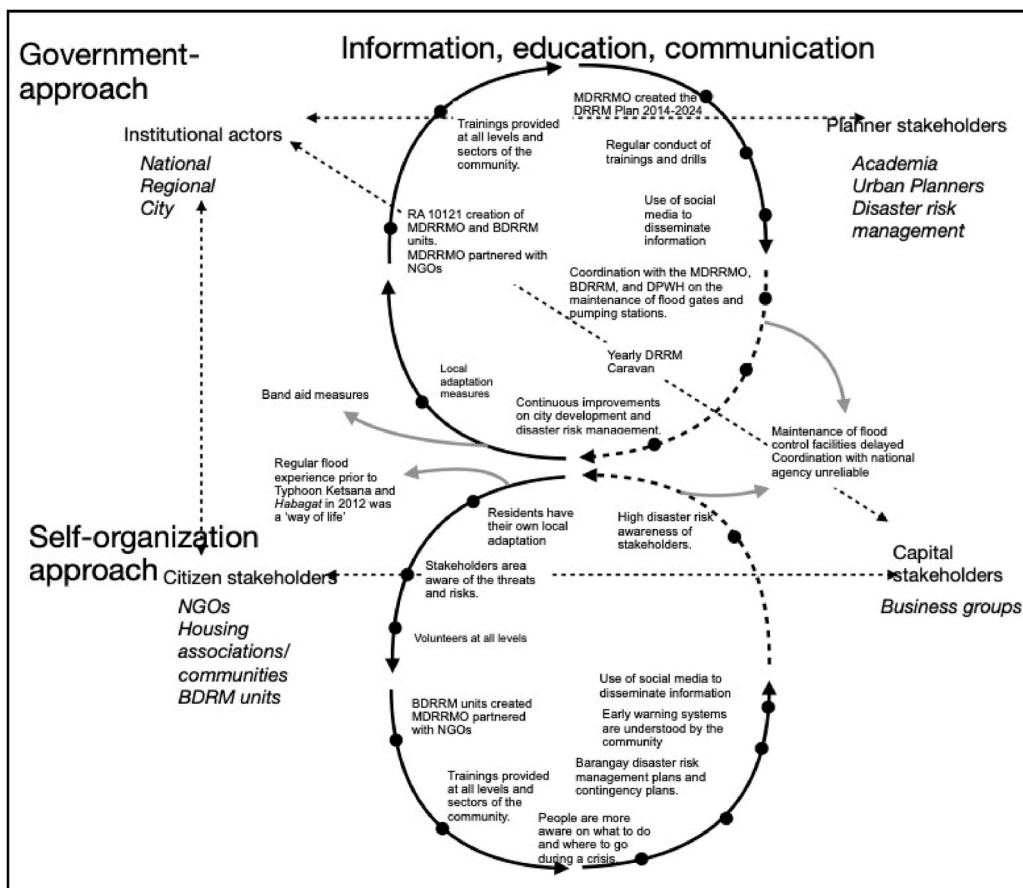 Government-
approach
Information, education, communication
Institutional actors
National
Regional
City
Trainings provided
at all levels and
sectors of the
community.
MDRRMO created the
DRRM Plan 2014-2024
Planner stakeholders
Academia
Urban Planners
Disaster risk
management
Regular conduct of
trainings and drills
RA 10121 creation of
MDRRMO and BDRRM
units.
MDRRMO partnered with
NGOs
Use of social
media to
disseminate
information
Coordination with the MDRRMO,
BDRRM, and DPWH on the
maintenance of flood gates and
pumping stations.
Yearly DRRM
Caravan
Local
adaptation
measures
Band aid measures
Continuous improvements
on city development and
disaster risk management.
Maintenance of flood
control facilities delayed
Coordination with national
agency unreliable
Regular flood
experience prior to
Typhoon Ketsana and
Habagat in 2012 was
a ‘way of life’
Residents have
their own local
adaptation
High disaster risk
awareness of
stakeholders.
Self-organization
approach
Citizen stakeholders
NGOs
Housing
associations/
communities
BDRM units
Stakeholders area
aware of the threats
and risks.
Capital
stakeholders
Business groups
Volunteers at all levels
BDRRM units created
MDRRMO partnered
with NGOs
Use of social media to
disseminate information
Early warning systems
are understood by the
community
Barangay disaster risk
management plans and
contingency plans.
Trainings provided
at all levels and
sectors of the
community.
People are more
aware on what to do
and where to go
during a crisis.